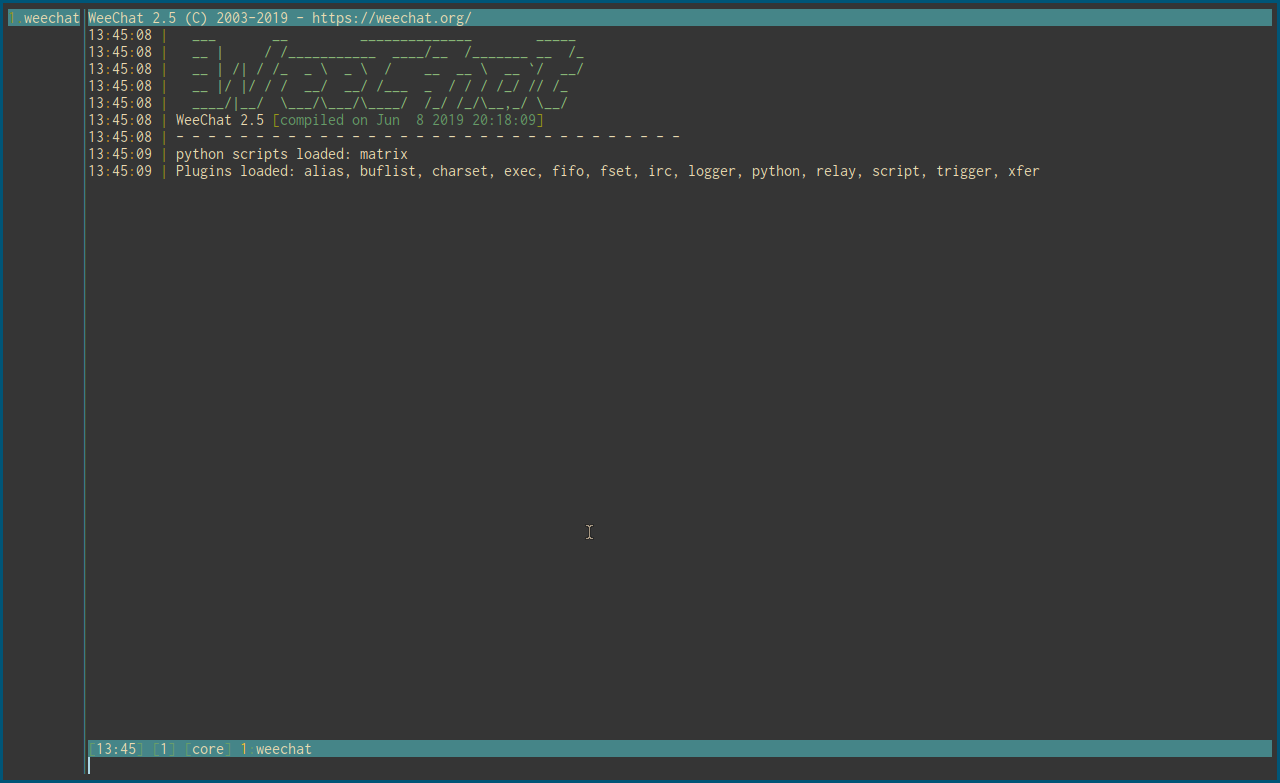 1.weechat
WeeChat 2.5 (C) 2003-2019 - https://weechat.org/
13:45:08 |   ___       __         ______________        _____
13:45:08 |   __ |     / /___________  ____/__  /_______ __  /_
13:45:08 |   __ | /| / /_  _ \  _ \  /    __  __ \  __ `/  __/
13:45:08 |   __ |/ |/ / /  __/  __/ /___  _  / / / /_/ // /_
13:45:08 |   ____/|__/  \___/\___/\____/  /_/ /_/\__,_/ \__/
13:45:08 | WeeChat 2.5 [compiled on Jun  8 2019 20:18:09]
13:45:08 | - - - - - - - - - - - - - - - - - - - - - - - - - - - - - - - -
13:45:09 | python scripts loaded: matrix
13:45:09 | Plugins loaded: alias, buflist, charset, exec, fifo, fset, irc, logger, python, relay, script, trigger, xfer
[13:45] [1] [core] 1:weechat